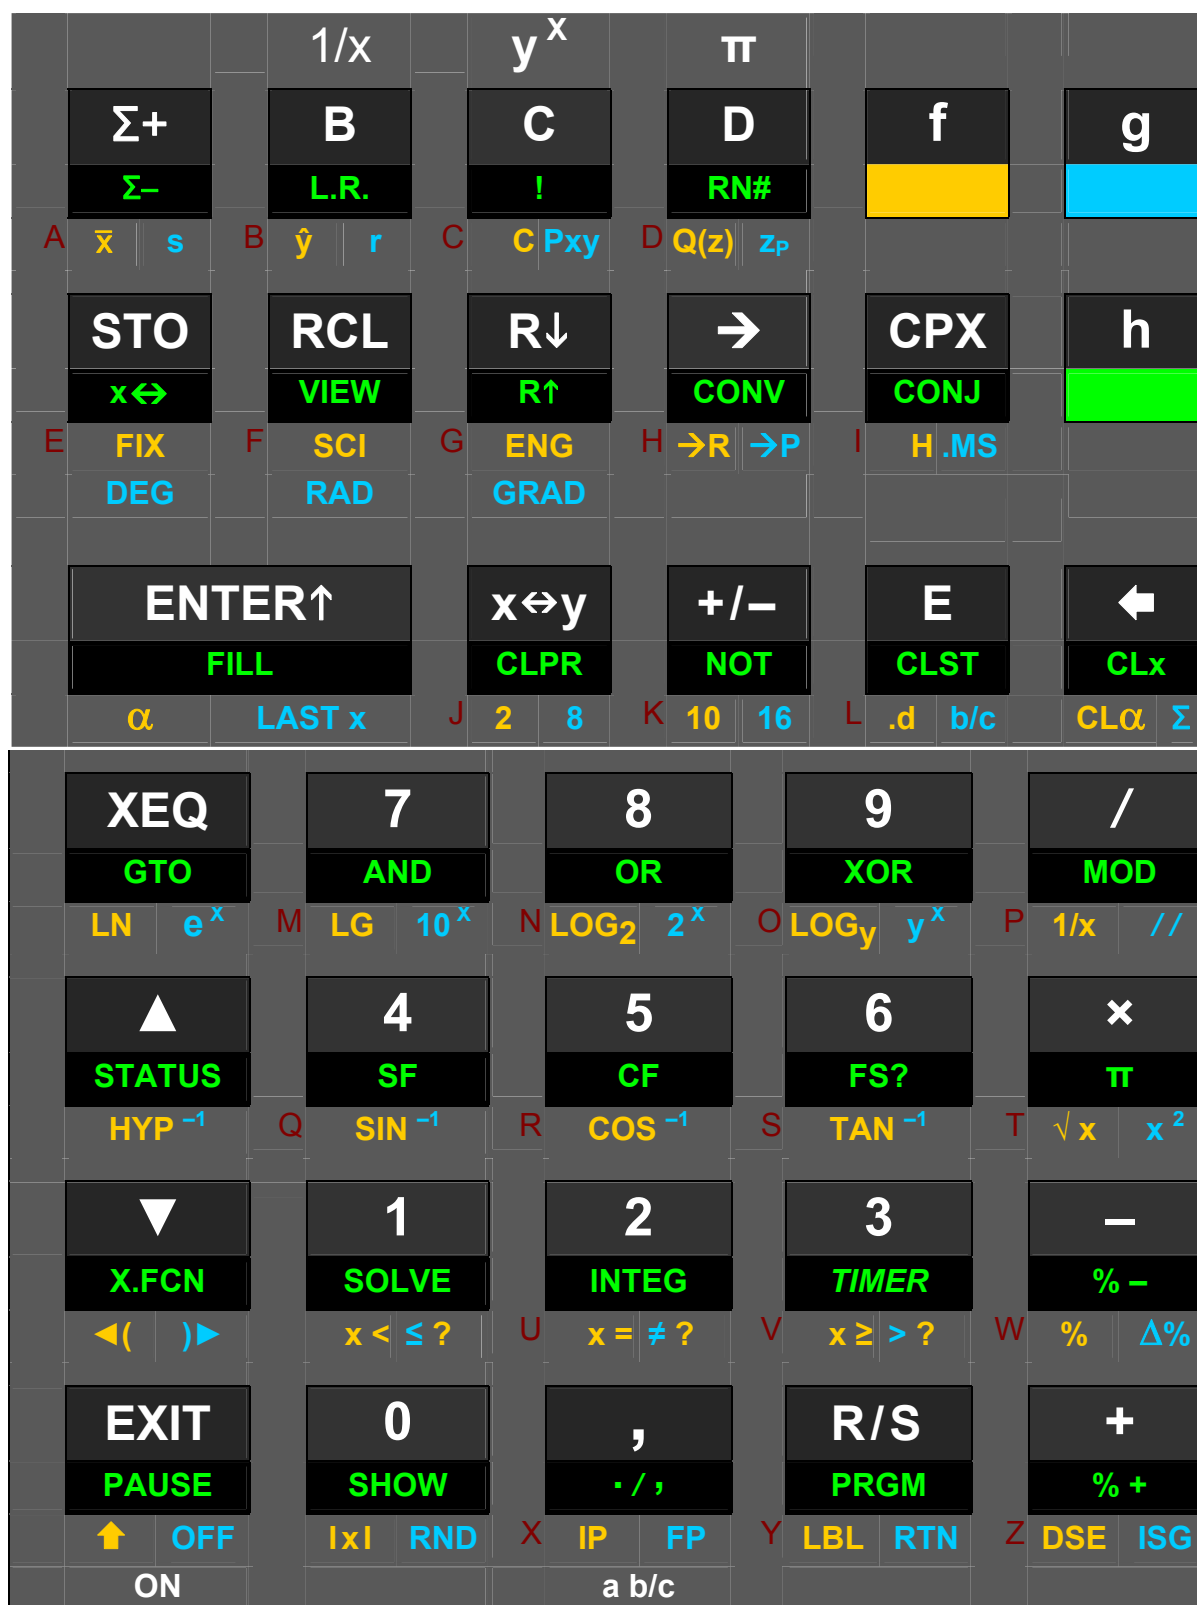 1/x y x π
Σ+ B C D f g
Σ– L.R. ! RN#
A x̄ s B ŷ r C C Pxy D Q(z) zP
STO RCL R↓ → CPX h
x↔ VIEW R↑ CONV CONJ
E FIX F SCI G ENG H →R →P I H .MS
DEG RAD GRAD
ENTER↑ x↔y +/– E 🡄
FILL CLPR NOT CLST CLx
α LAST x J 2 8 K 10 16 L .d b/c CLα Σ
XEQ 7 8 9 /
GTO AND OR XOR MOD
LN e x M LG 10 x N LOG2 2 x O LOGy y x P 1/x //
▲ 4 5 6 ×
STATUS SF CF FS? π
HYP –1 Q SIN –1 R COS –1 S TAN –1 T √ x x 2
▼ 1 2 3 –
X.FCN SOLVE INTEG TIMER % –
◄( )► x < ≤ ? U x = ≠ ? V x ≥ > ? W % Δ%
EXIT 0 , R/S +
PAUSE SHOW ·/, PRGM % +
🡅 OFF |x| RND X IP FP Y LBL RTN Z DSE ISG
ON a b/c